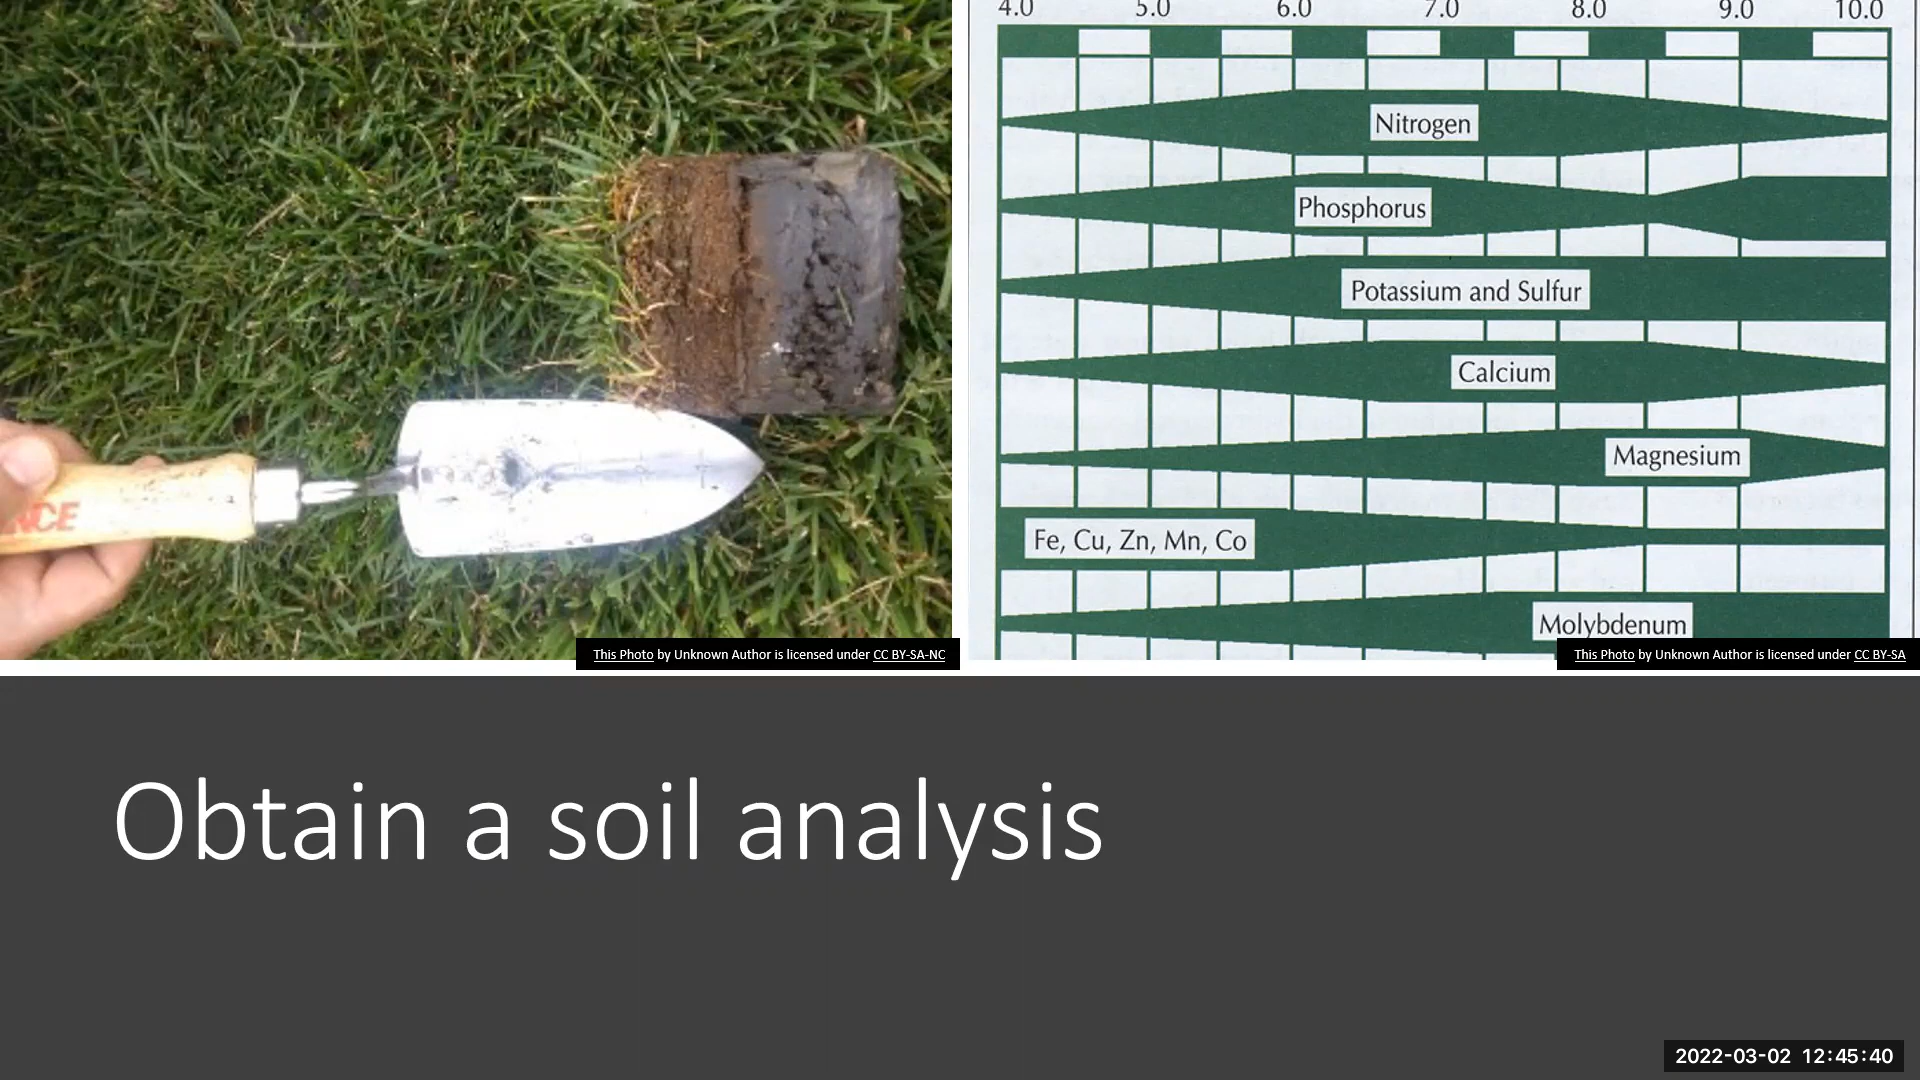 4.0 5.0 6.0 7.0 8.0 9.0 10.0
Nitrogen
Phosphorus
Potassium and Sulfur
Calcium
Magnesium
Fe, Cu, Zn, Mn, Co
Molybdenum
NCE
This Photo by Unknown Author is licensed under CC BY-SA-NC
This Photo by Unknown Author is licensed under CC BY-SA
Obtain a soil analysis
2022-03-02 12:45:40